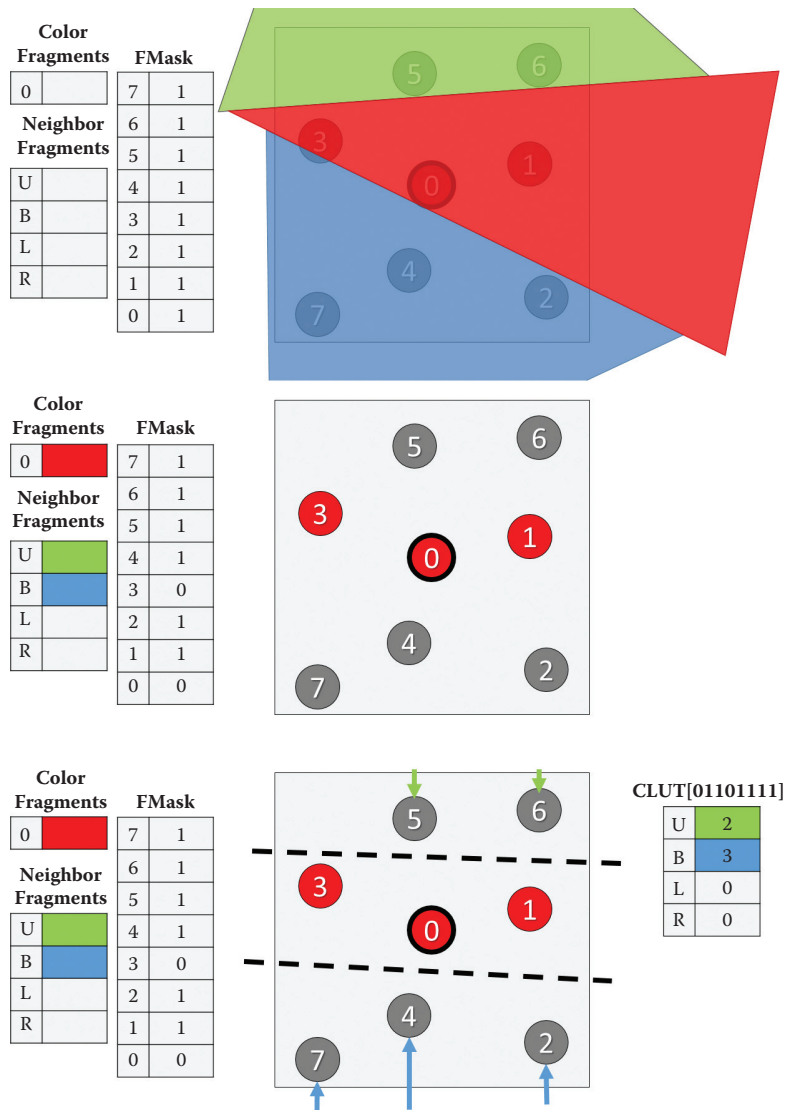 Color
Fragments
FMask
0
Neighbor
Fragments
U
B
L
R
7 1
6 1
5 1
4 1
3 1
2 1
1 1
0 1
5
6
3
1
0
4
2
7
Color
Fragments
FMask
0
Neighbor
Fragments
U
B
L
R
7 1
6 1
5 1
4 1
3 0
2 1
1 1
0 0
5
6
3
1
0
4
2
7
Color
Fragments
FMask
0
Neighbor
Fragments
U
B
L
R
7 1
6 1
5 1
4 1
3 0
2 1
1 1
0 0
5
6
3
1
0
4
2
7
CLUT[01101111]
U 2
B 3
L 0
R 0